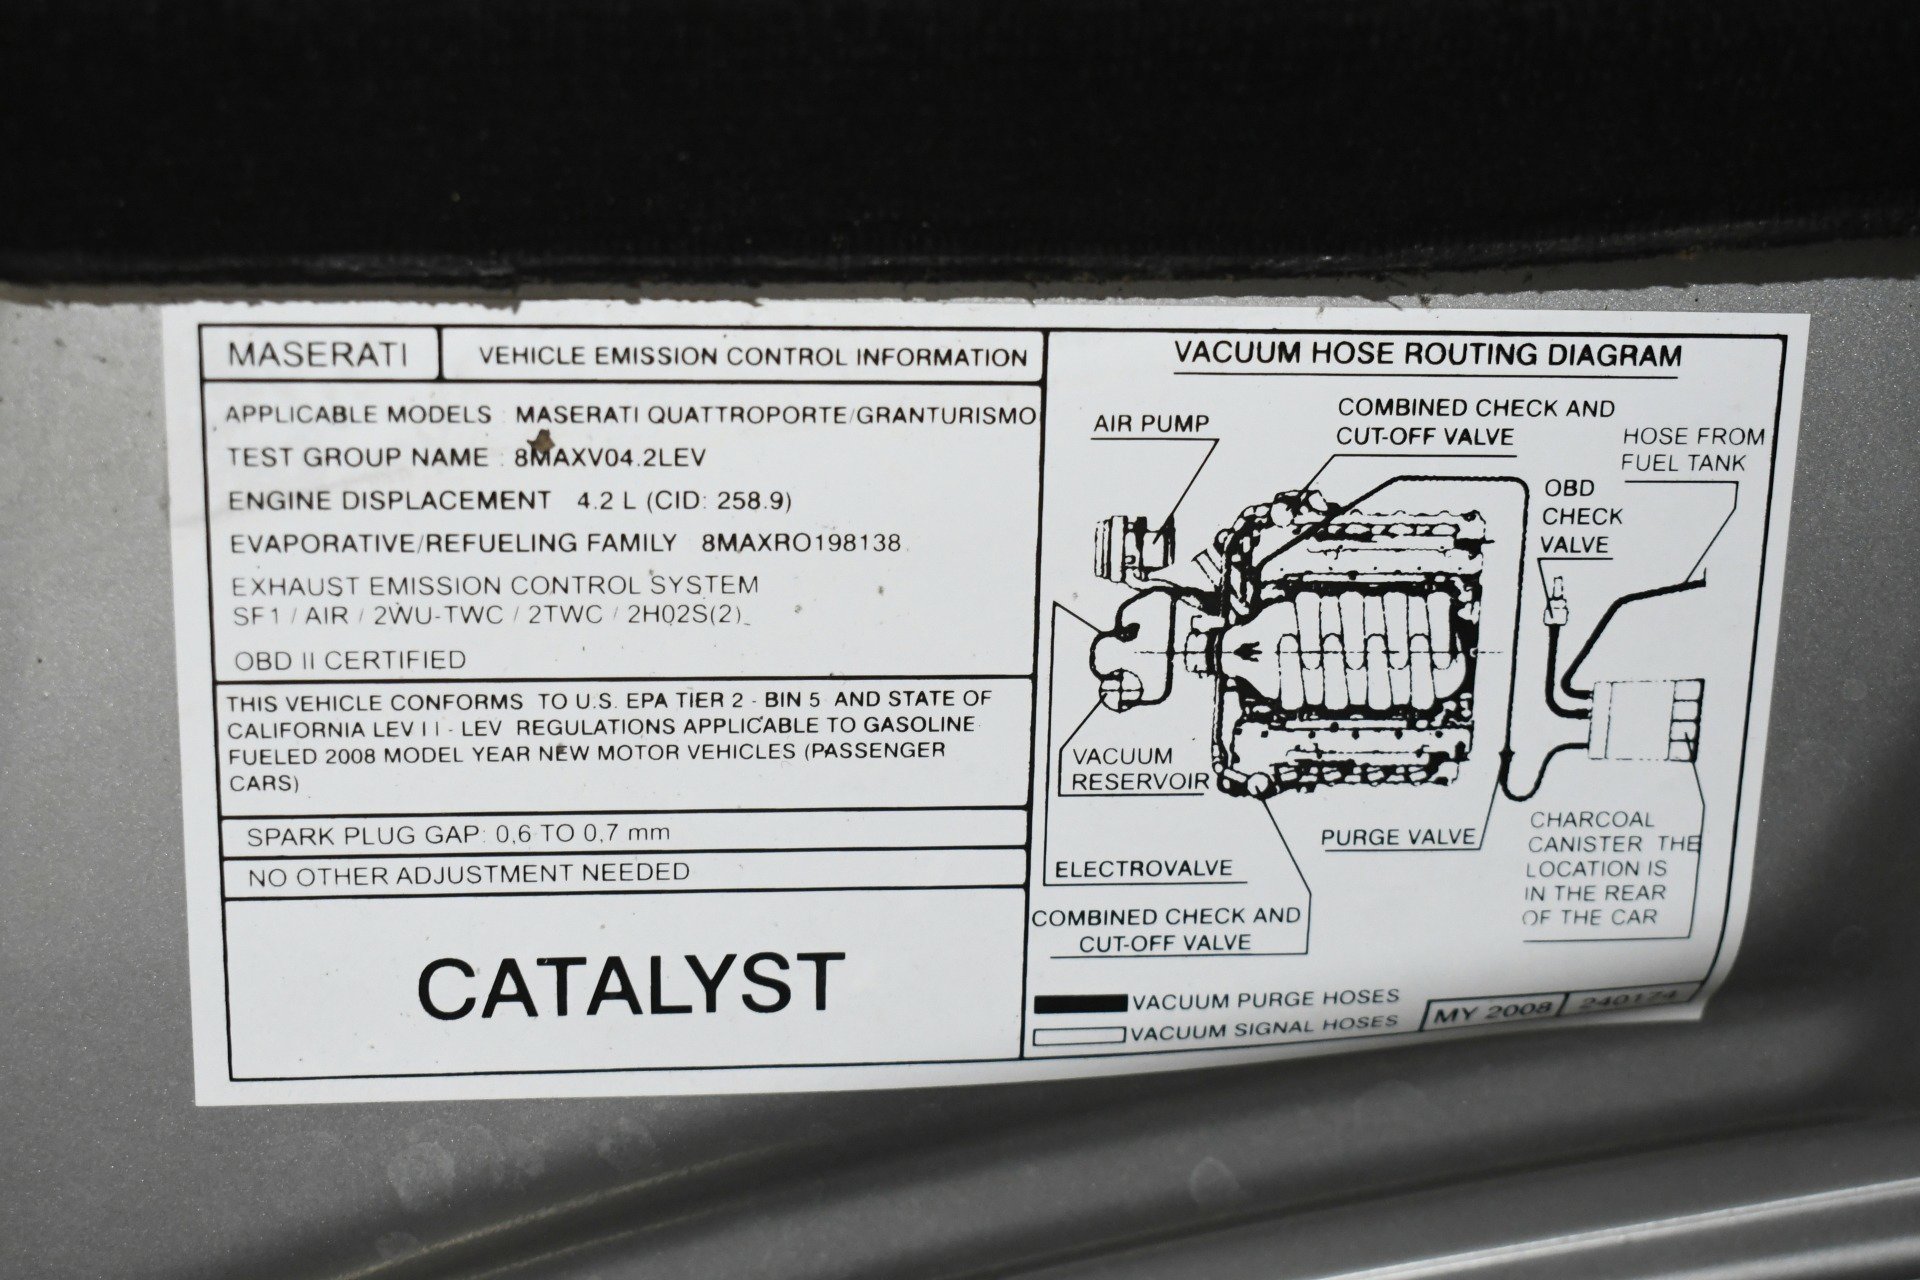 MASERATI
VEHICLE EMISSION CONTROL INFORMATION
APPLICABLE MODELS : MASERATI QUATTROPORTE/GRANTURISMO
TEST GROUP NAME : 8MAXV04.2LEV
ENGINE DISPLACEMENT 4.2 L (CID: 258.9)
EVAPORATIVE/REFUELING FAMILY 8MAXRO198138
EXHAUST EMISSION CONTROL SYSTEM
SF1 / AIR / 2WU-TWC / 2TWC / 2H02S(2)
OBD II CERTIFIED
THIS VEHICLE CONFORMS TO U.S. EPA TIER 2 - BIN 5 AND STATE OF
CALIFORNIA LEV II - LEV REGULATIONS APPLICABLE TO GASOLINE
FUELED 2008 MODEL YEAR NEW MOTOR VEHICLES (PASSENGER
CARS)
SPARK PLUG GAP: 0,6 TO 0,7 mm
NO OTHER ADJUSTMENT NEEDED
CATALYST
VACUUM HOSE ROUTING DIAGRAM
AIR PUMP
COMBINED CHECK AND
CUT-OFF VALVE
HOSE FROM
FUEL TANK
OBD
CHECK
VALVE
VACUUM
RESERVOIR
PURGE VALVE
CHARCOAL
CANISTER THE
LOCATION IS
IN THE REAR
OF THE CAR
ELECTROVALVE
COMBINED CHECK AND
CUT-OFF VALVE
VACUUM PURGE HOSES
VACUUM SIGNAL HOSES
MY 2008
240174